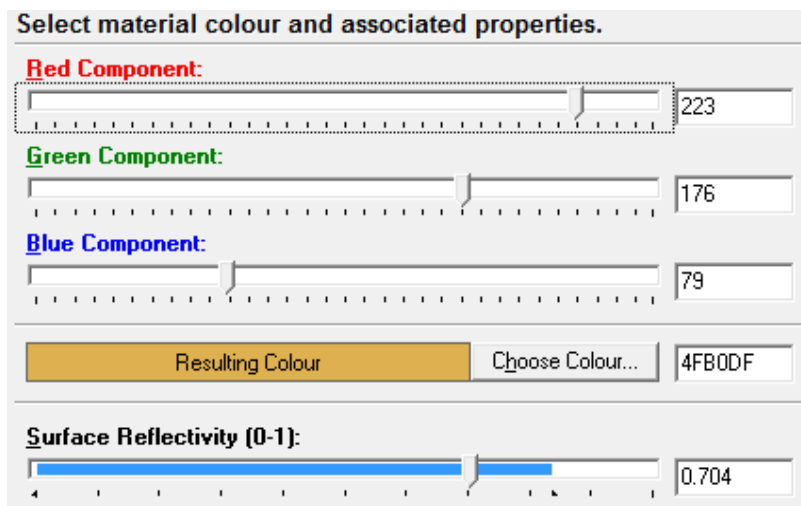 Select material colour and associated properties.
Red Component:
223
Green Component:
176
Blue Component:
79
Resulting Colour Choose Colour... 4FB0DF
Surface Reflectivity (0-1):
0.704